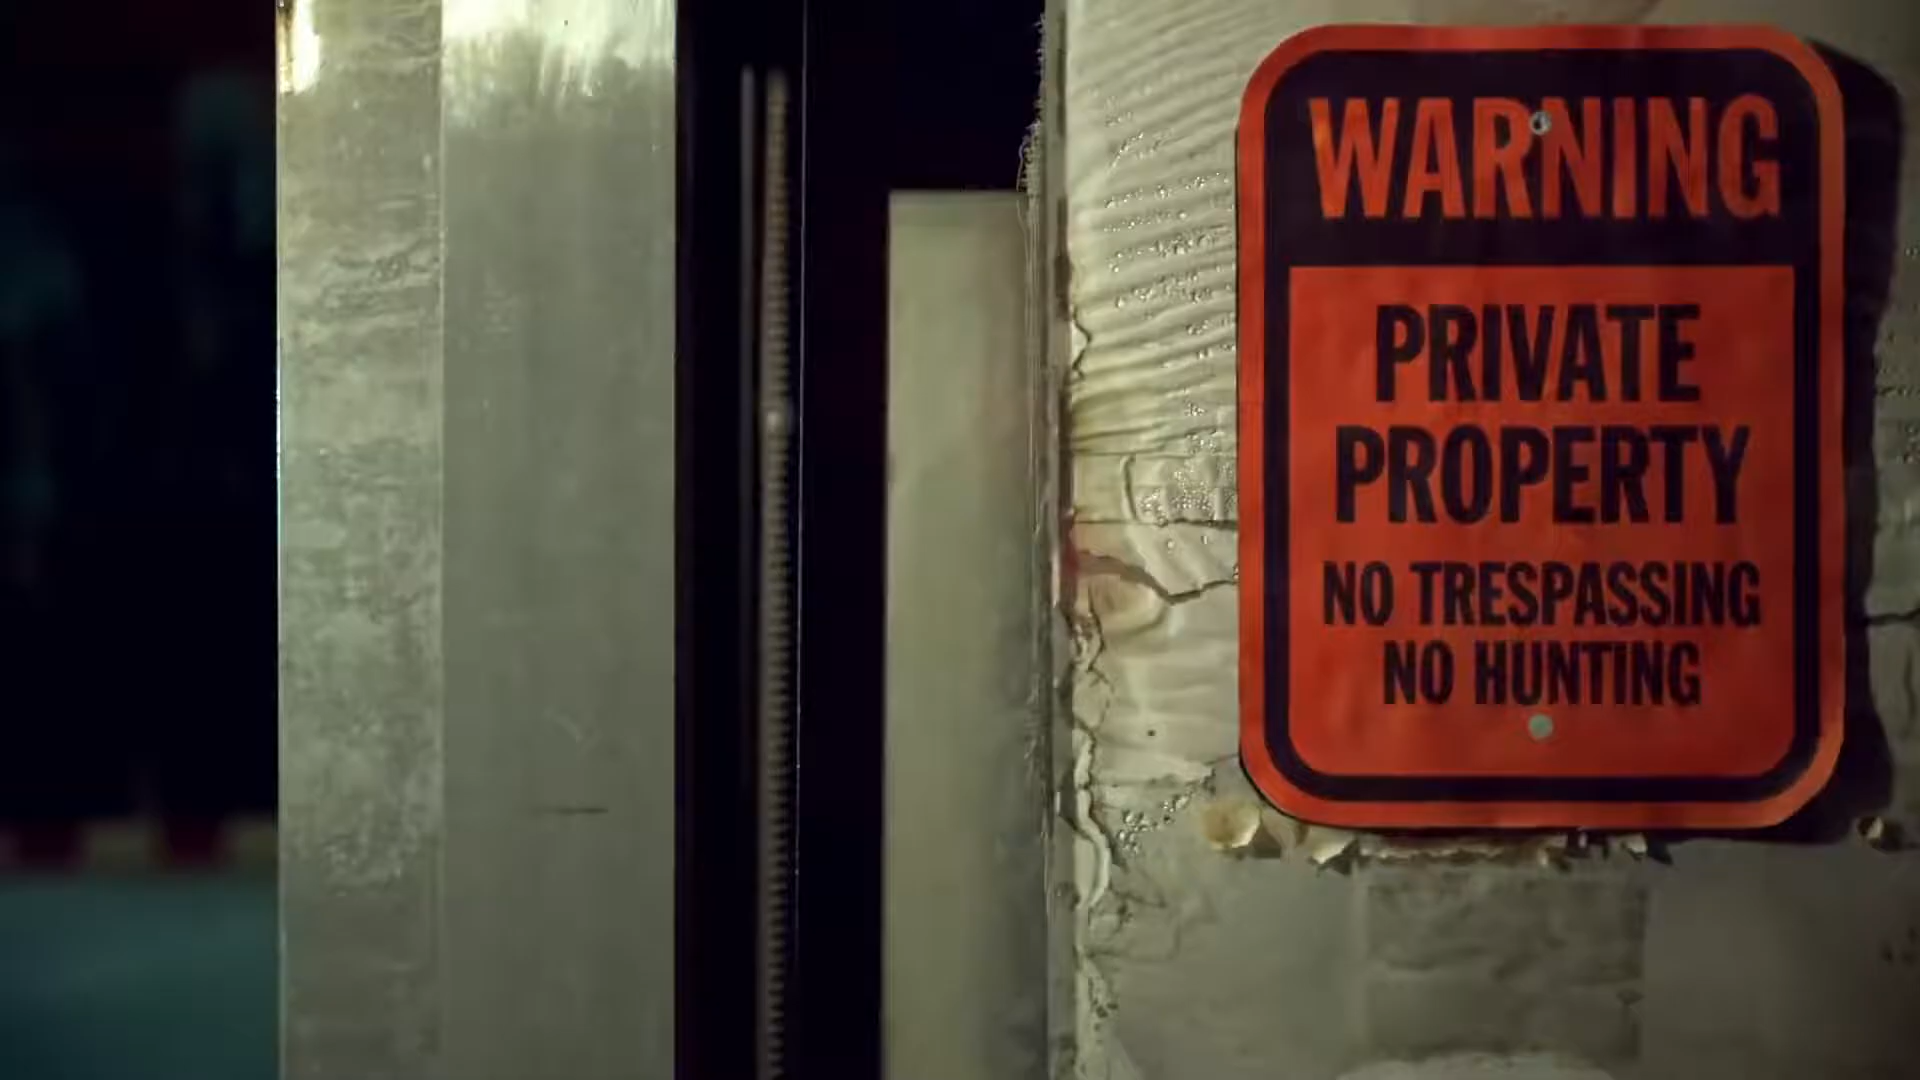 WARNING
PRIVATE
PROPERTY
NO TRESPASSING
NO HUNTING